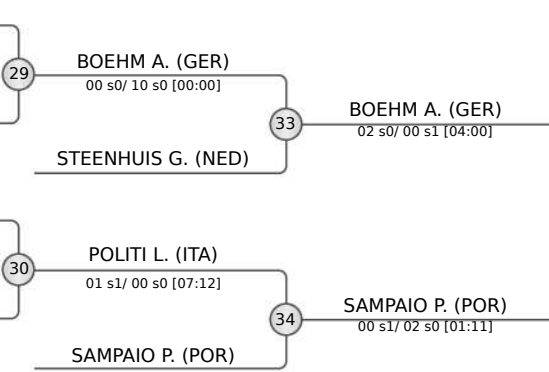 29
BOEHM A. (GER)
00 s0/ 10 s0 [00:00]
33
BOEHM A. (GER)
02 s0/ 00 s1 [04:00]
STEENHUIS G. (NED)
30
POLITI L. (ITA)
01 s1/ 00 s0 [07:12]
34
SAMPAIO P. (POR)
00 s1/ 02 s0 [01:11]
SAMPAIO P. (POR)